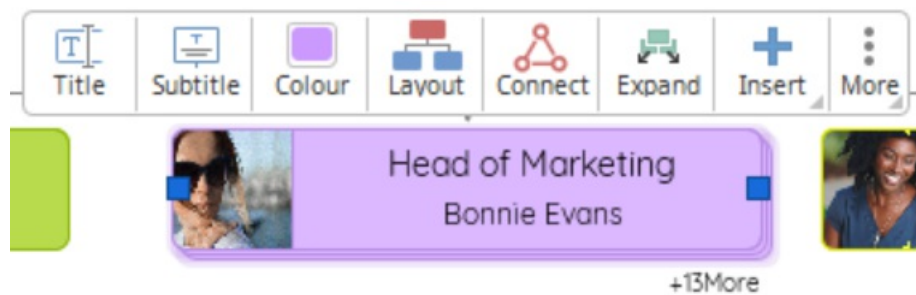 Title Subtitle Colour Layout Connect Expand Insert More
Head of Marketing
Bonnie Evans
+13More